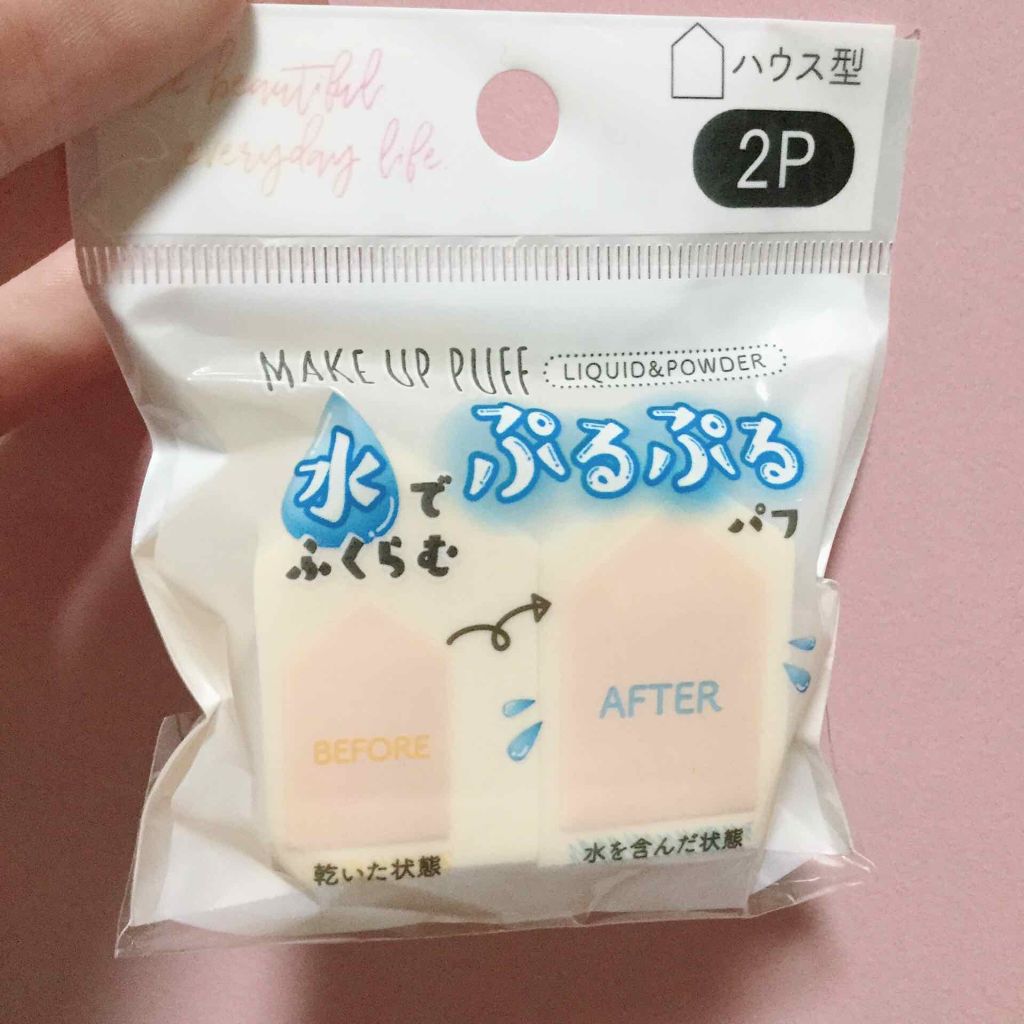 beautiful
everyday life.
ハウス型
2P
MAKE UP PUFF LIQUID&POWDER
水で ぷるぷる
ふくらむ パフ
BEFORE
AFTER
乾いた状態
水を含んだ状態